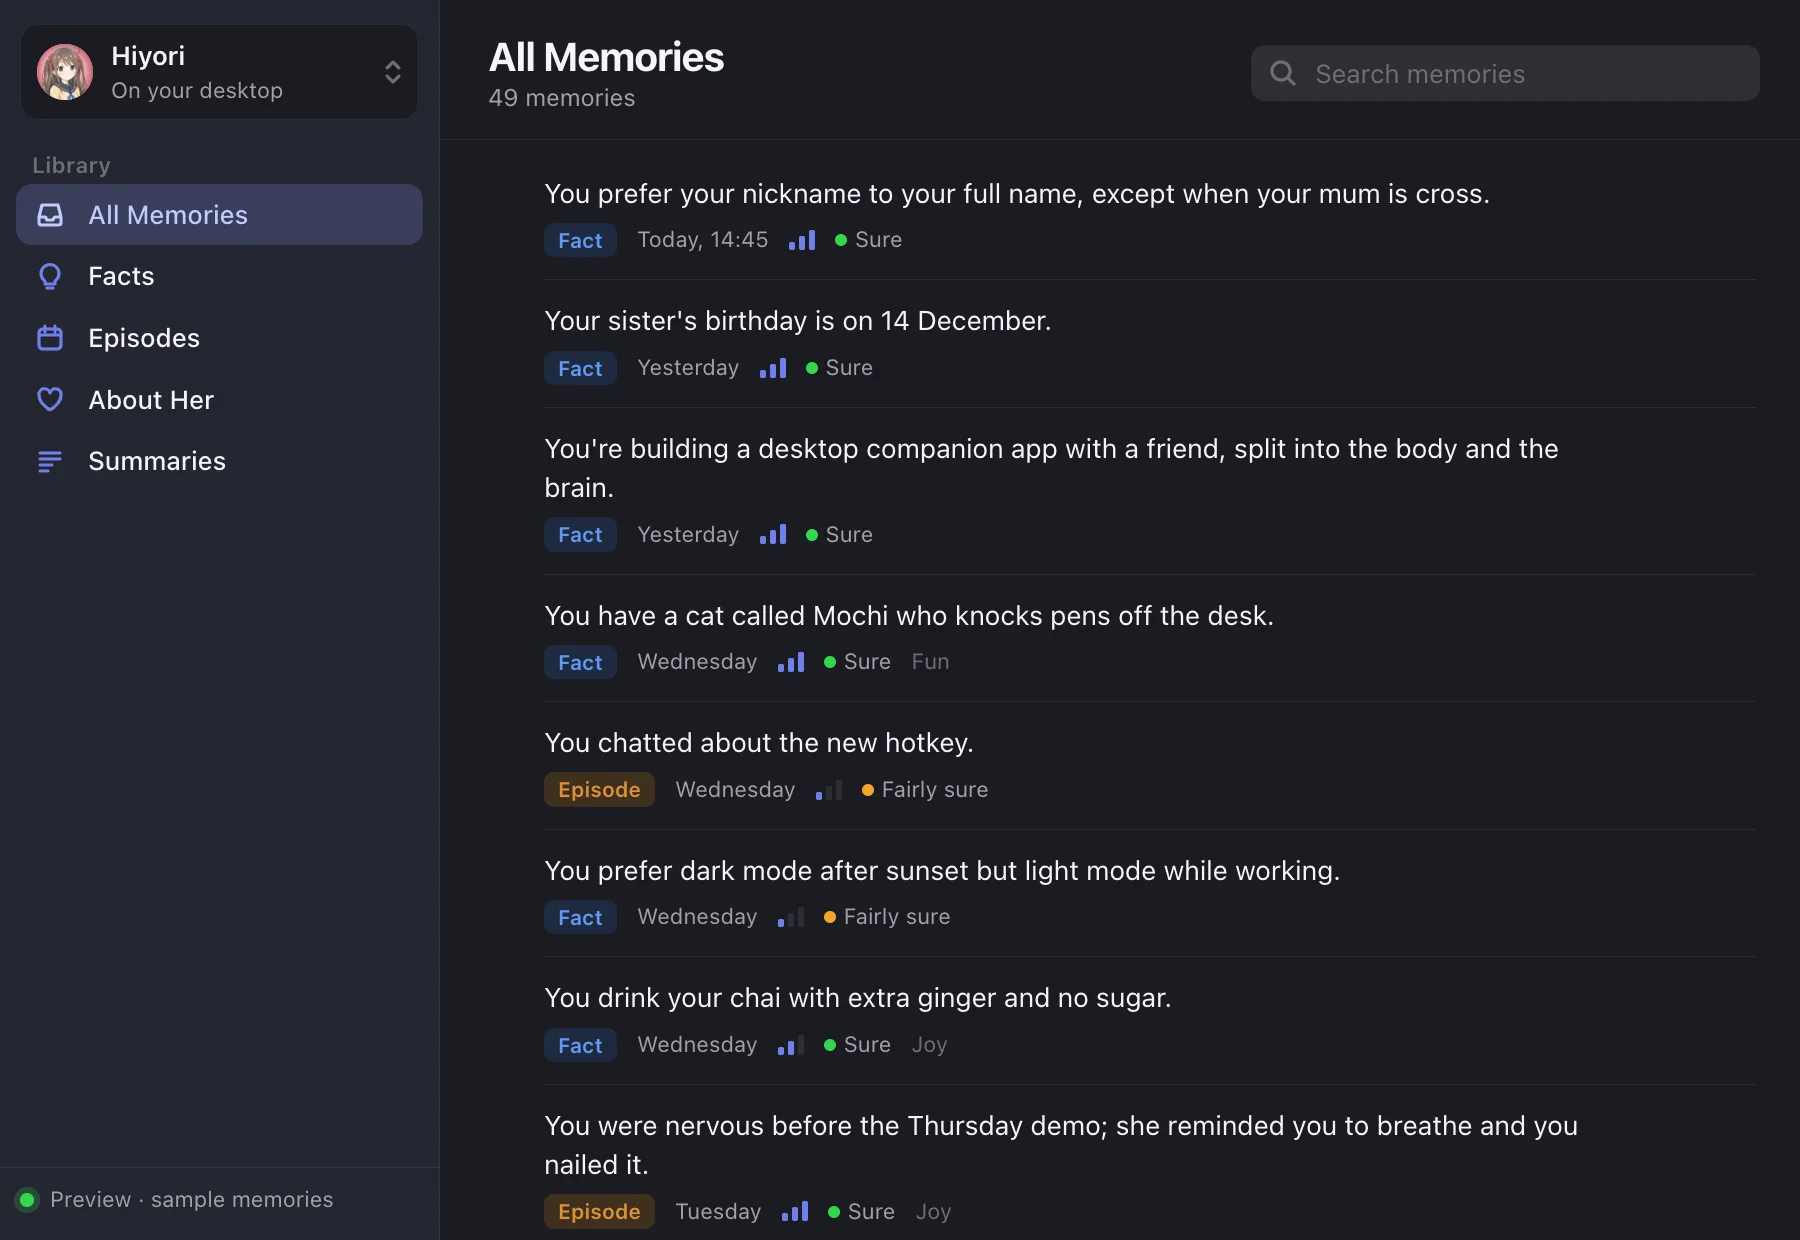 Hiyori
On your desktop
Library
All Memories
Facts
Episodes
About Her
Summaries
Preview · sample memories
All Memories
49 memories
Search memories
You prefer your nickname to your full name, except when your mum is cross.
Fact Today, 14:45 Sure
Your sister's birthday is on 14 December.
Fact Yesterday Sure
You're building a desktop companion app with a friend, split into the body and the
brain.
Fact Yesterday Sure
You have a cat called Mochi who knocks pens off the desk.
Fact Wednesday Sure Fun
You chatted about the new hotkey.
Episode Wednesday Fairly sure
You prefer dark mode after sunset but light mode while working.
Fact Wednesday Fairly sure
You drink your chai with extra ginger and no sugar.
Fact Wednesday Sure Joy
You were nervous before the Thursday demo; she reminded you to breathe and you
nailed it.
Episode Tuesday Sure Joy